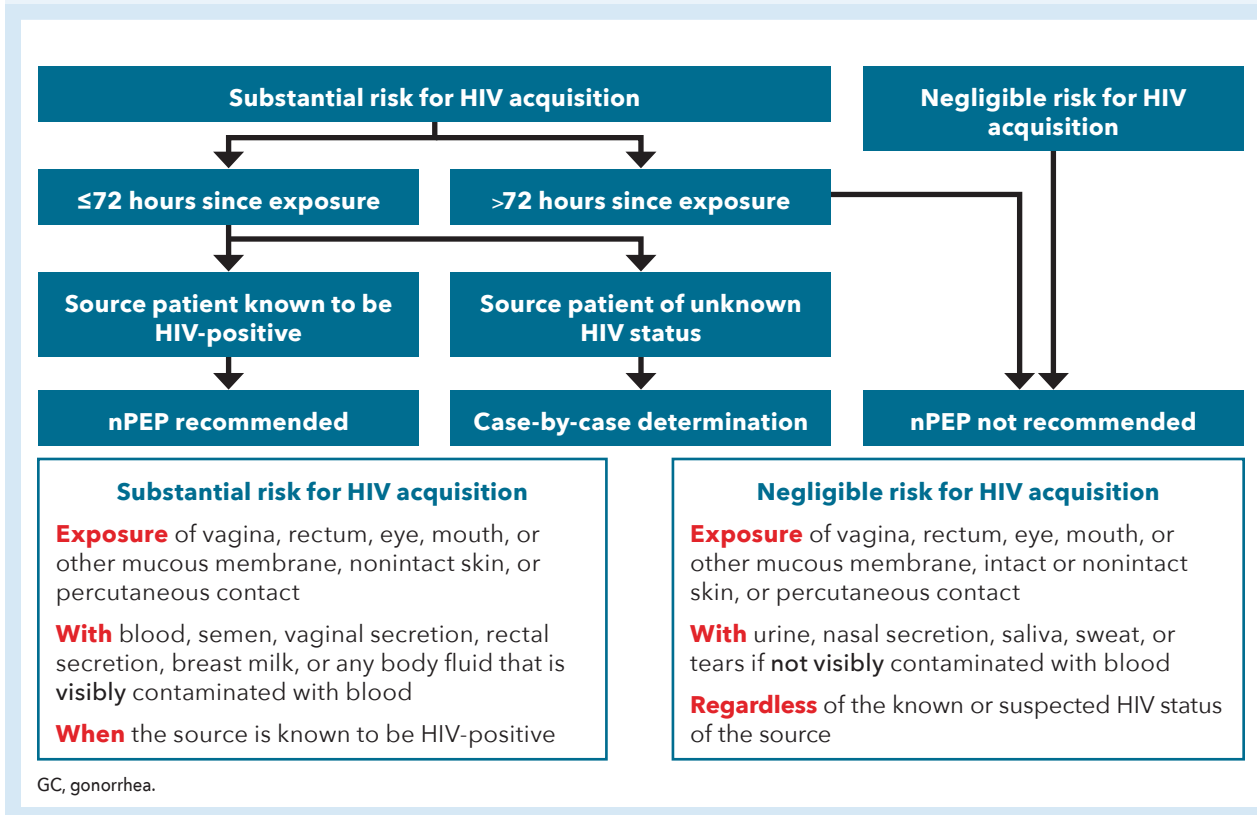 Substantial risk for HIV acquisition
Negligible risk for HIV
acquisition
≤72 hours since exposure
>72 hours since exposure
Source patient known to be
HIV-positive
Source patient of unknown
HIV status
nPEP recommended
Case-by-case determination
nPEP not recommended
Substantial risk for HIV acquisition
Exposure of vagina, rectum, eye, mouth, or
other mucous membrane, nonintact skin, or
percutaneous contact
With blood, semen, vaginal secretion, rectal
secretion, breast milk, or any body fluid that is
visibly contaminated with blood
When the source is known to be HIV-positive
Negligible risk for HIV acquisition
Exposure of vagina, rectum, eye, mouth, or
other mucous membrane, intact or nonintact
skin, or percutaneous contact
With urine, nasal secretion, saliva, sweat, or
tears if not visibly contaminated with blood
Regardless of the known or suspected HIV status
of the source
GC, gonorrhea.